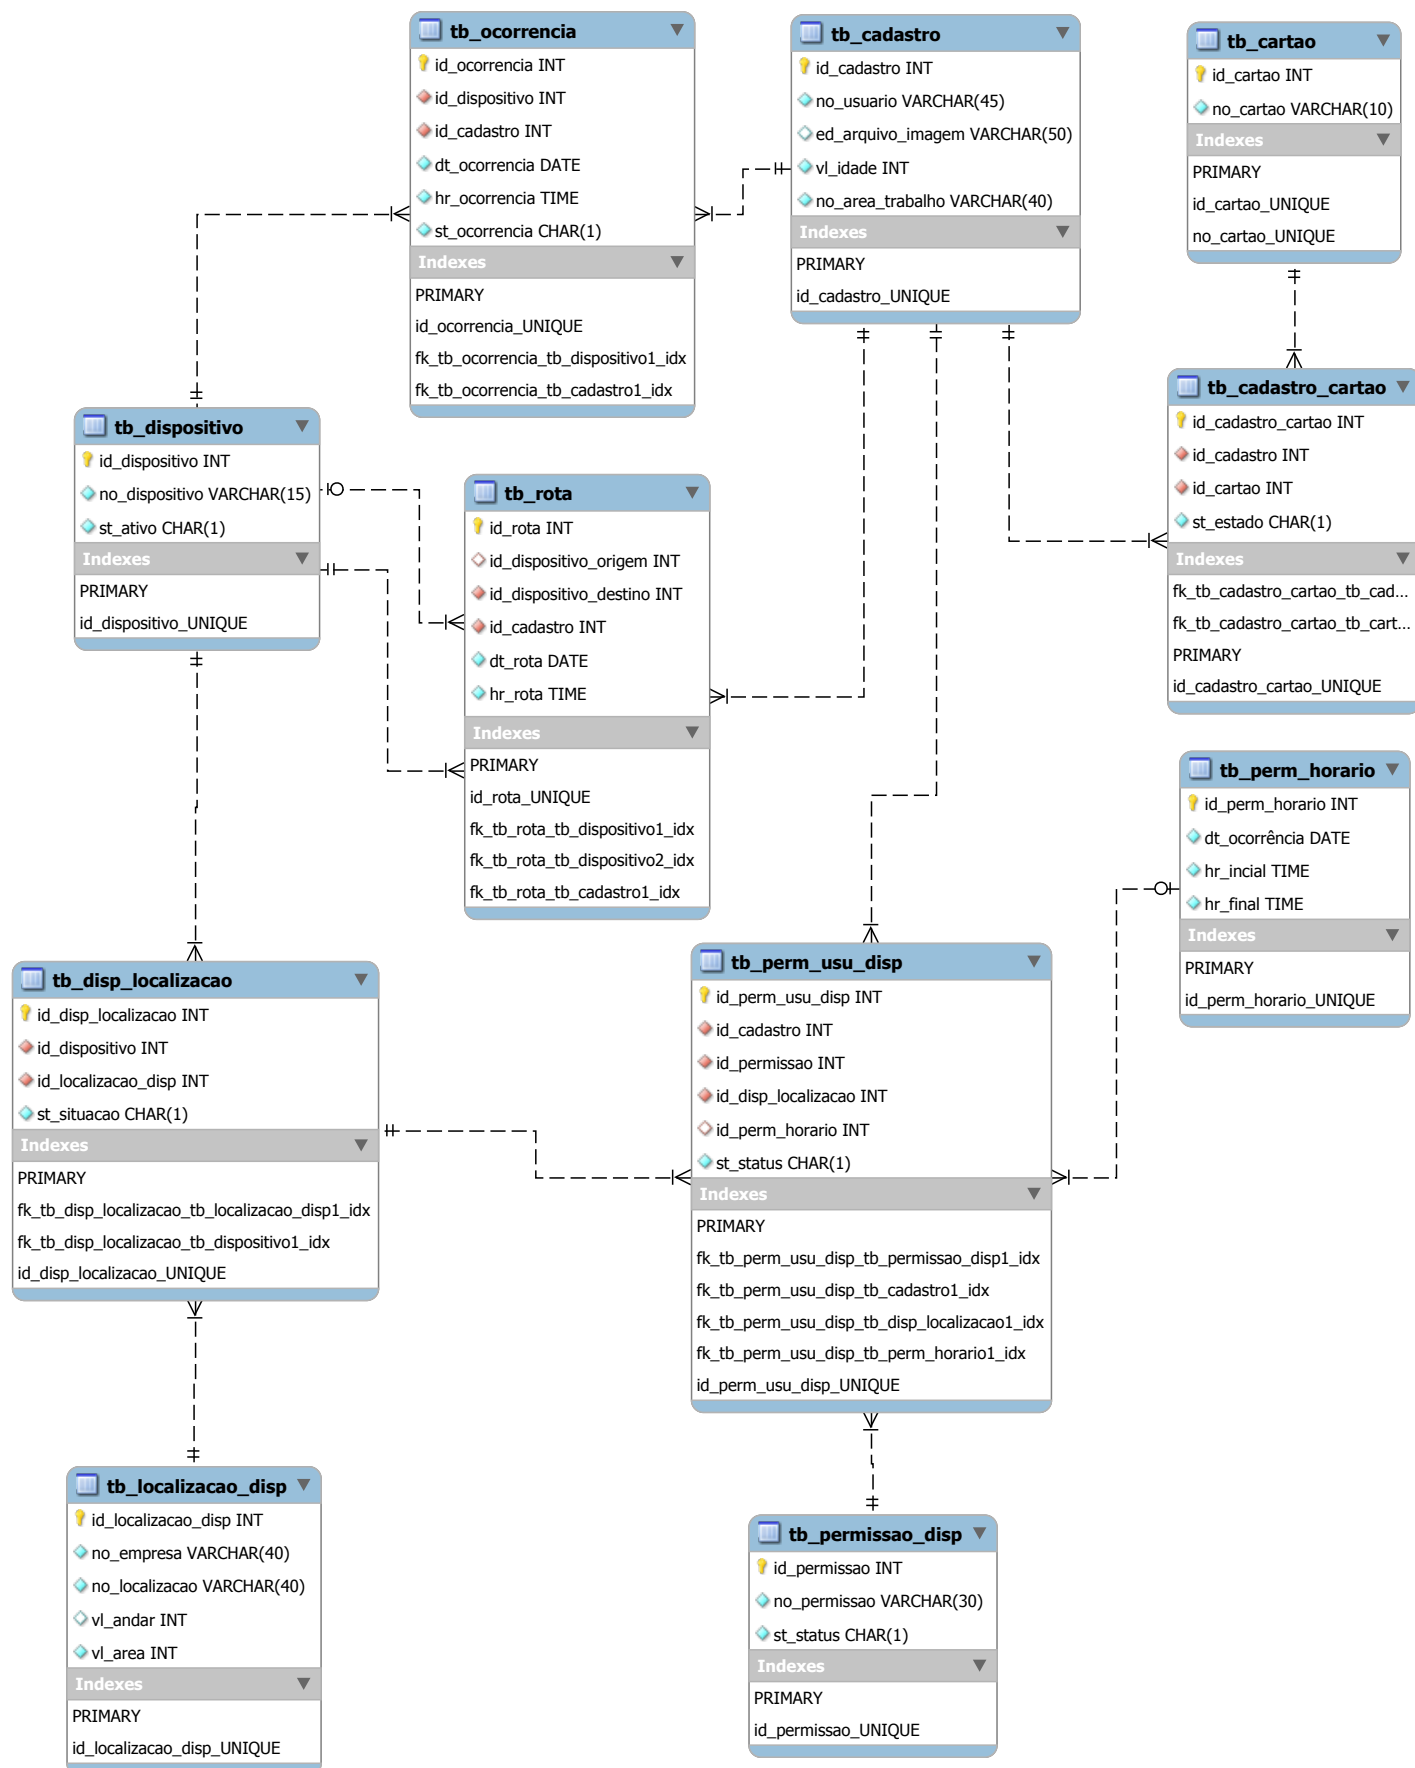 tb_ocorrencia
id_ocorrencia INT
id_dispositivo INT
id_cadastro INT
dt_ocorrencia DATE
hr_ocorrencia TIME
st_ocorrencia CHAR(1)
Indexes
PRIMARY
id_ocorrencia_UNIQUE
fk_tb_ocorrencia_tb_dispositivo1_idx
fk_tb_ocorrencia_tb_cadastro1_idx
tb_cadastro
id_cadastro INT
no_usuario VARCHAR(45)
ed_arquivo_imagem VARCHAR(50)
vl_idade INT
no_area_trabalho VARCHAR(40)
Indexes
PRIMARY
id_cadastro_UNIQUE
tb_cartao
id_cartao INT
no_cartao VARCHAR(10)
Indexes
PRIMARY
id_cartao_UNIQUE
no_cartao_UNIQUE
tb_cadastro_cartao
id_cadastro_cartao INT
id_cadastro INT
id_cartao INT
st_estado CHAR(1)
Indexes
fk_tb_cadastro_cartao_tb_cad...
fk_tb_cadastro_cartao_tb_cart...
PRIMARY
id_cadastro_cartao_UNIQUE
tb_dispositivo
id_dispositivo INT
no_dispositivo VARCHAR(15)
st_ativo CHAR(1)
Indexes
PRIMARY
id_dispositivo_UNIQUE
tb_rota
id_rota INT
id_dispositivo_origem INT
id_dispositivo_destino INT
id_cadastro INT
dt_rota DATE
hr_rota TIME
Indexes
PRIMARY
id_rota_UNIQUE
fk_tb_rota_tb_dispositivo1_idx
fk_tb_rota_tb_dispositivo2_idx
fk_tb_rota_tb_cadastro1_idx
tb_perm_horario
id_perm_horario INT
dt_ocorrência DATE
hr_incial TIME
hr_final TIME
Indexes
PRIMARY
id_perm_horario_UNIQUE
tb_disp_localizacao
id_disp_localizacao INT
id_dispositivo INT
id_localizacao_disp INT
st_situacao CHAR(1)
Indexes
PRIMARY
fk_tb_disp_localizacao_tb_localizacao_disp1_idx
fk_tb_disp_localizacao_tb_dispositivo1_idx
id_disp_localizacao_UNIQUE
tb_perm_usu_disp
id_perm_usu_disp INT
id_cadastro INT
id_permissao INT
id_disp_localizacao INT
id_perm_horario INT
st_status CHAR(1)
Indexes
PRIMARY
fk_tb_perm_usu_disp_tb_permissao_disp1_idx
fk_tb_perm_usu_disp_tb_cadastro1_idx
fk_tb_perm_usu_disp_tb_disp_localizacao1_idx
fk_tb_perm_usu_disp_tb_perm_horario1_idx
id_perm_usu_disp_UNIQUE
tb_localizacao_disp
id_localizacao_disp INT
no_empresa VARCHAR(40)
no_localizacao VARCHAR(40)
vl_andar INT
vl_area INT
Indexes
PRIMARY
id_localizacao_disp_UNIQUE
tb_permissao_disp
id_permissao INT
no_permissao VARCHAR(30)
st_status CHAR(1)
Indexes
PRIMARY
id_permissao_UNIQUE